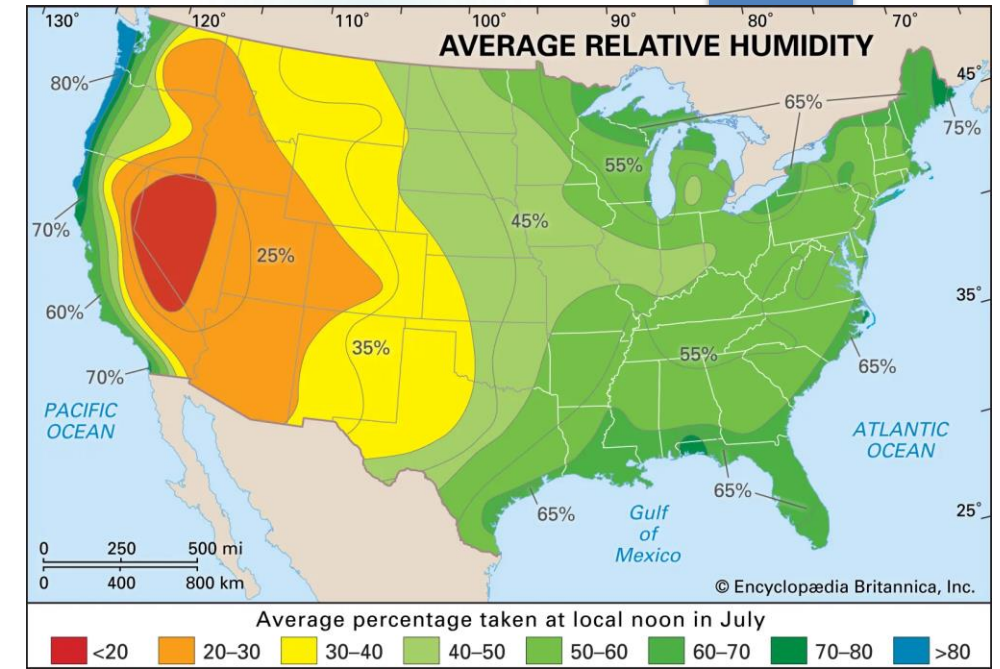 130° 120° 110° 100° 90° 80° 70°
AVERAGE RELATIVE HUMIDITY
45°
80%
65%
75%
55%
45%
70%
25%
35°
60%
35%
55%
65%
70%
PACIFIC
OCEAN
ATLANTIC
OCEAN
65%
65%
25°
Gulf
of
Mexico
0 250 500 mi
0 400 800 km
© Encyclopædia Britannica, Inc.
Average percentage taken at local noon in July
<20 20–30 30–40 40–50 50–60 60–70 70–80 >80